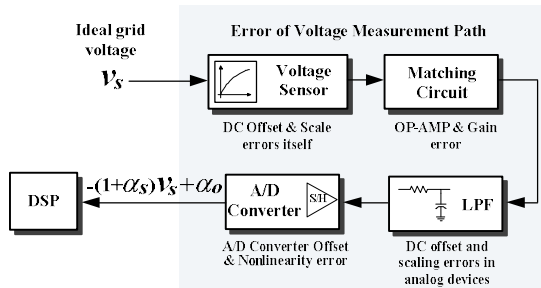 Ideal grid
voltage
Error of Voltage Measurement Path
vs
Voltage
Sensor
Matching
Circuit
DC Offset & Scale
errors itself
OP-AMP & Gain
error
DSP
-(1+αs)vs+αo
A/D
Converter
S/H
LPF
A/D Converter Offset
& Nonlinearity error
DC offset and
scaling errors in
analog devices